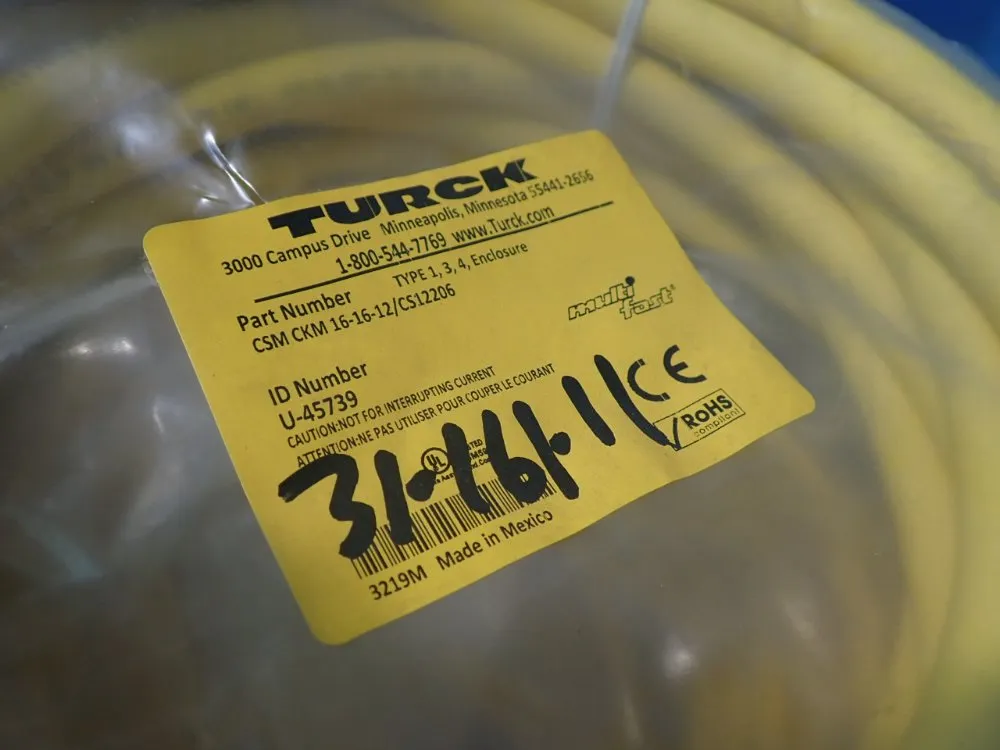 TURCK
3000 Campus Drive Minneapolis, Minnesota 55441-2656
1-800-544-7769 www.Turck.com
TYPE 1, 3, 4, Enclosure
Part Number
CSM CKM 16-16-12/CS12206
multi
fast
ID Number
U-45739
CAUTION:NOT FOR INTERRUPTING CURRENT
ATTENTION:NE PAS UTILISER POUR COUPER LE COURANT
CE
RoHS
compliant
UL
31-161-11
3219M Made in Mexico